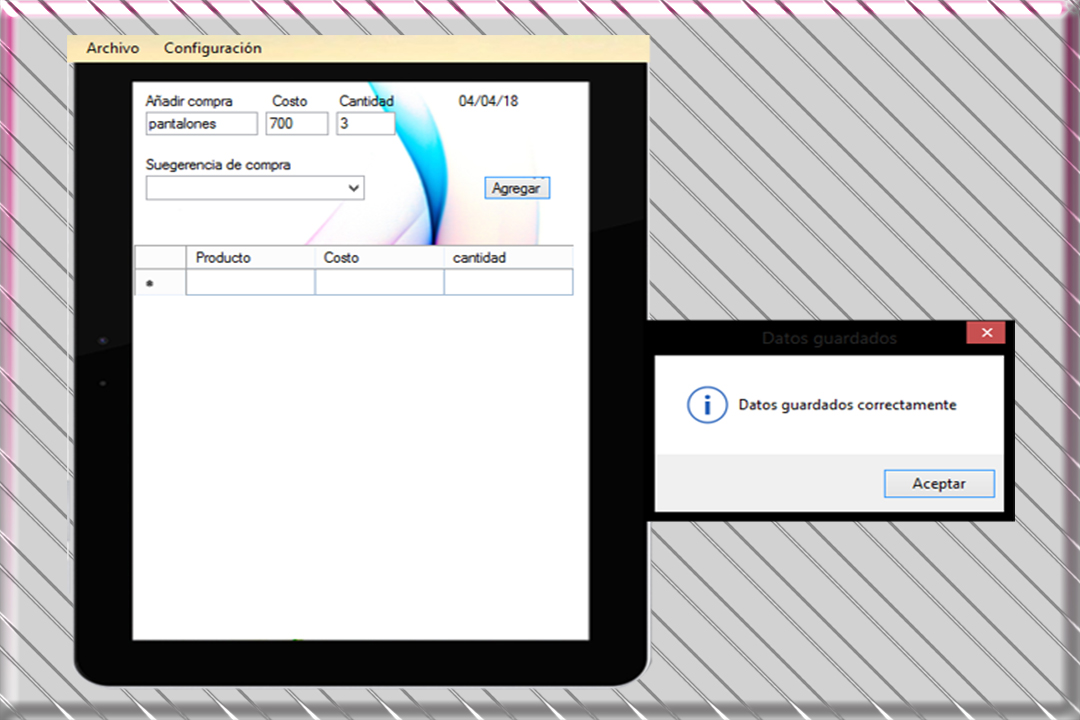 Archivo Configuración
Añadir compra Costo Cantidad 04/04/18
pantalones 700 3
Suegerencia de compra
Agregar
Producto Costo cantidad
*
Datos guardados
Datos guardados correctamente
Aceptar